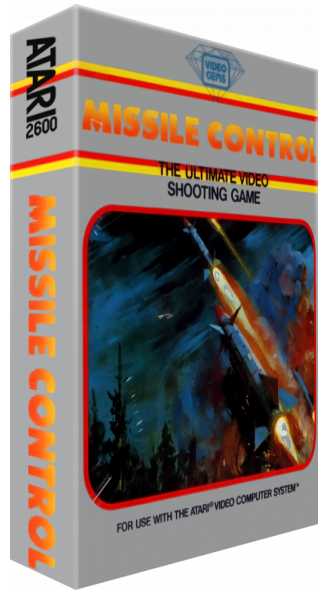 ATARI
2600
MISSILE CONTROL
VIDEO
GEMS
MISSILE CONTROL
THE ULTIMATE VIDEO
SHOOTING GAME
FOR USE WITH THE ATARI® VIDEO COMPUTER SYSTEM™